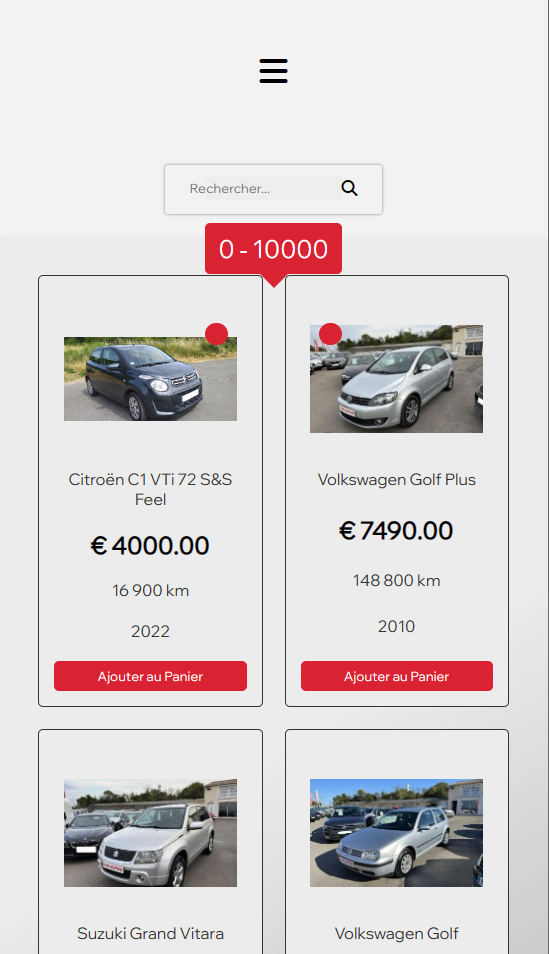 Rechercher...
0 - 10000
Citroën C1 VTi 72 S&S
Feel
€ 4000.00
16 900 km
2022
Ajouter au Panier
Volkswagen Golf Plus
€ 7490.00
148 800 km
2010
Ajouter au Panier
Suzuki Grand Vitara
Volkswagen Golf